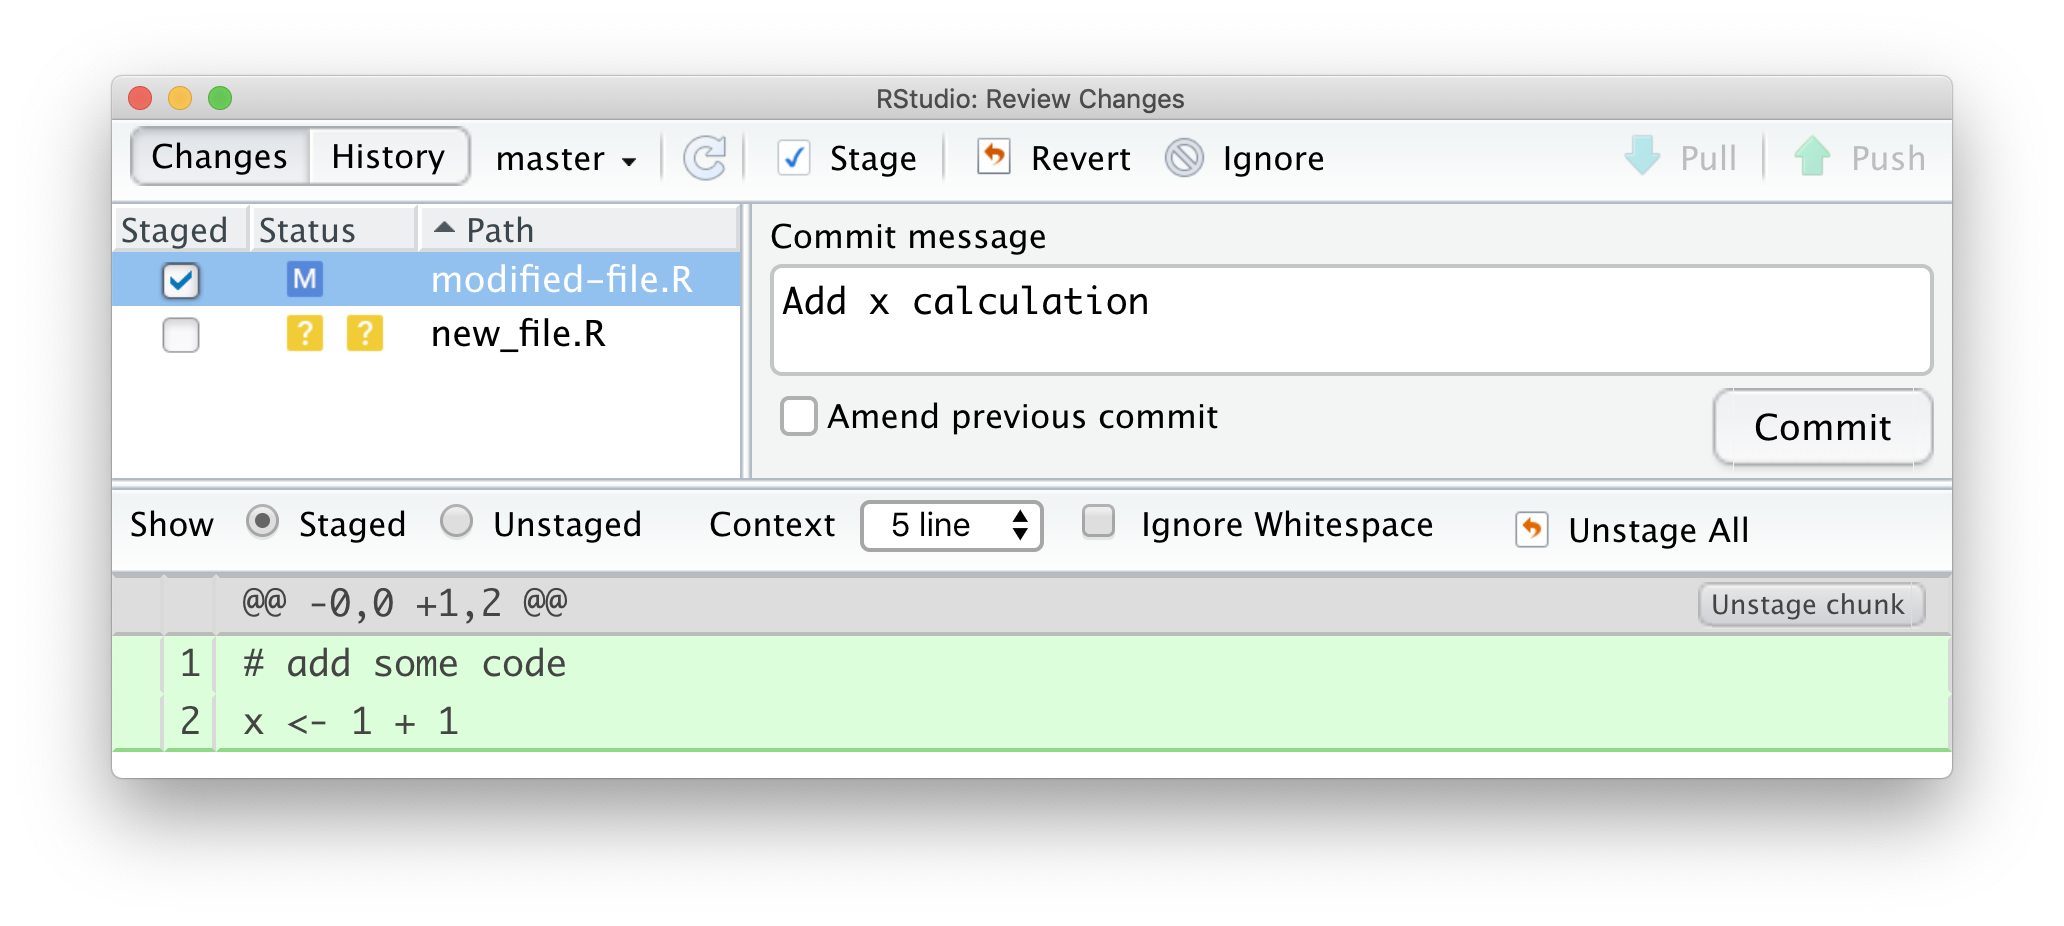 RStudio: Review Changes
Changes History master Stage Revert Ignore Pull Push
Staged Status Path
M modified-file.R
? ? new_file.R
Commit message
Add x calculation
Amend previous commit
Commit
Show Staged Unstaged Context 5 line Ignore Whitespace Unstage All
@@ -0,0 +1,2 @@ Unstage chunk
1 # add some code
2 x <- 1 + 1